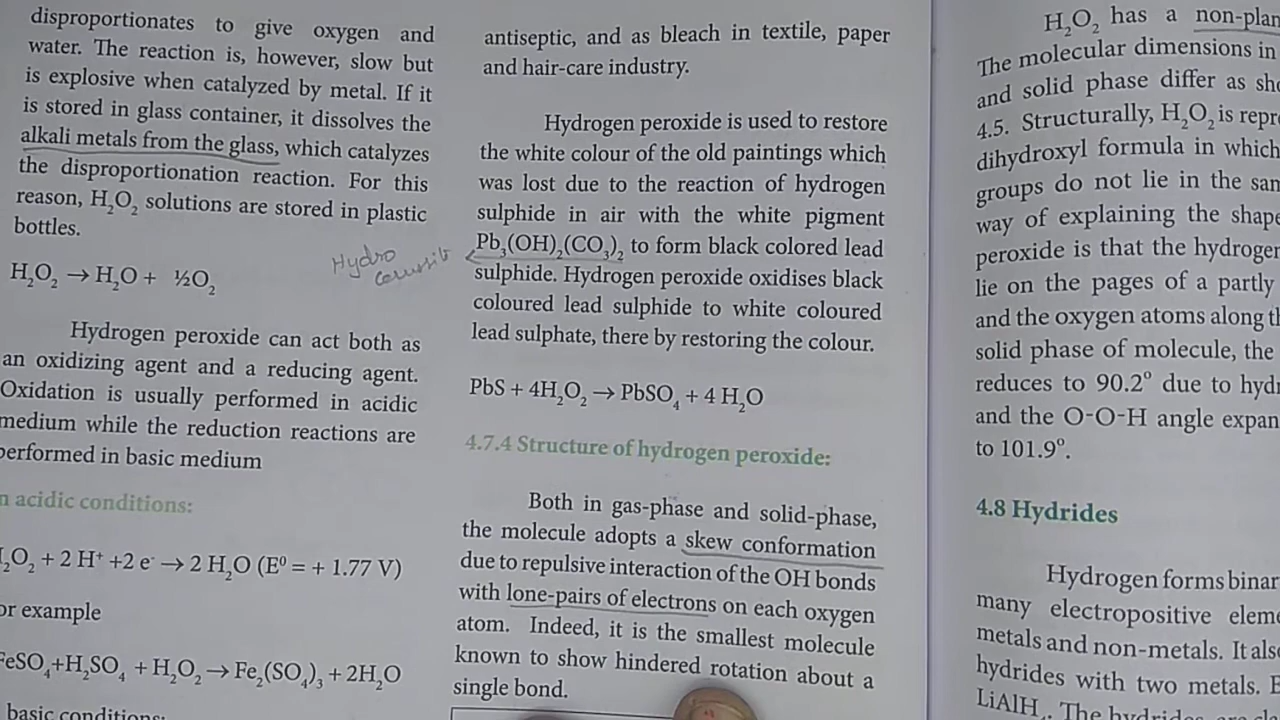 disproportionates to give oxygen and
water. The reaction is, however, slow but
is explosive when catalyzed by metal. If it
is stored in glass container, it dissolves the
alkali metals from the glass, which catalyzes
the disproportionation reaction. For this
reason, H₂O₂ solutions are stored in plastic
bottles.
H₂O₂ → H₂O + ½O₂
Hydrogen peroxide can act both as
an oxidizing agent and a reducing agent.
Oxidation is usually performed in acidic
medium while the reduction reactions are
performed in basic medium
n acidic conditions:
₂O₂ + 2 H⁺ +2 e⁻ → 2 H₂O (E⁰ = + 1.77 V)
or example
FeSO₄+H₂SO₄ + H₂O₂ → Fe₂(SO₄)₃ + 2H₂O
basic conditions:
Hydro
antiseptic, and as bleach in textile, paper
and hair-care industry.
Hydrogen peroxide is used to restore
the white colour of the old paintings which
was lost due to the reaction of hydrogen
sulphide in air with the white pigment
Pb₃(OH)₂(CO₃)₂ to form black colored lead
sulphide. Hydrogen peroxide oxidises black
coloured lead sulphide to white coloured
lead sulphate, there by restoring the colour.
PbS + 4H₂O₂ → PbSO₄ + 4 H₂O
4.7.4 Structure of hydrogen peroxide:
Both in gas-phase and solid-phase,
the molecule adopts a skew conformation
due to repulsive interaction of the OH bonds
with lone-pairs of electrons on each oxygen
atom. Indeed, it is the smallest molecule
known to show hindered rotation about a
single bond.
H₂O₂ has a non-plan
The molecular dimensions in
and solid phase differ as sho
4.5. Structurally, H₂O₂ is repre
dihydroxyl formula in which
groups do not lie in the sam
way of explaining the shape
peroxide is that the hydrogen
lie on the pages of a partly
and the oxygen atoms along th
solid phase of molecule, the
reduces to 90.2° due to hydr
and the O-O-H angle expan
to 101.9°.
4.8 Hydrides
Hydrogen forms binar
many electropositive eleme
metals and non-metals. It also
hydrides with two metals. E
LiAlH₄. The hydrides are